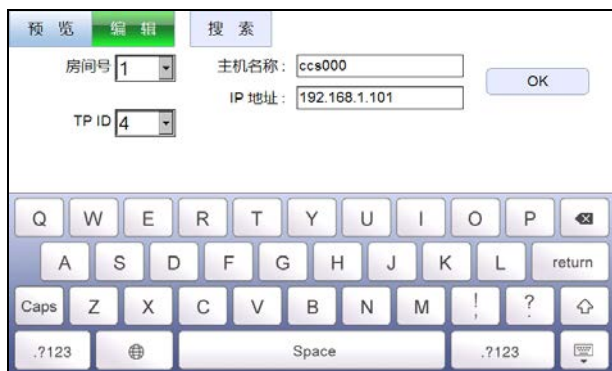 预 览 编 辑 搜 索
房间号 1 主机名称: ccs000 OK
IP 地址: 192.168.1.101
TP ID 4
Q W E R T Y U I O P
A S D F G H J K L return
Caps Z X C V B N M ! , ? .
.?123 Space .?123